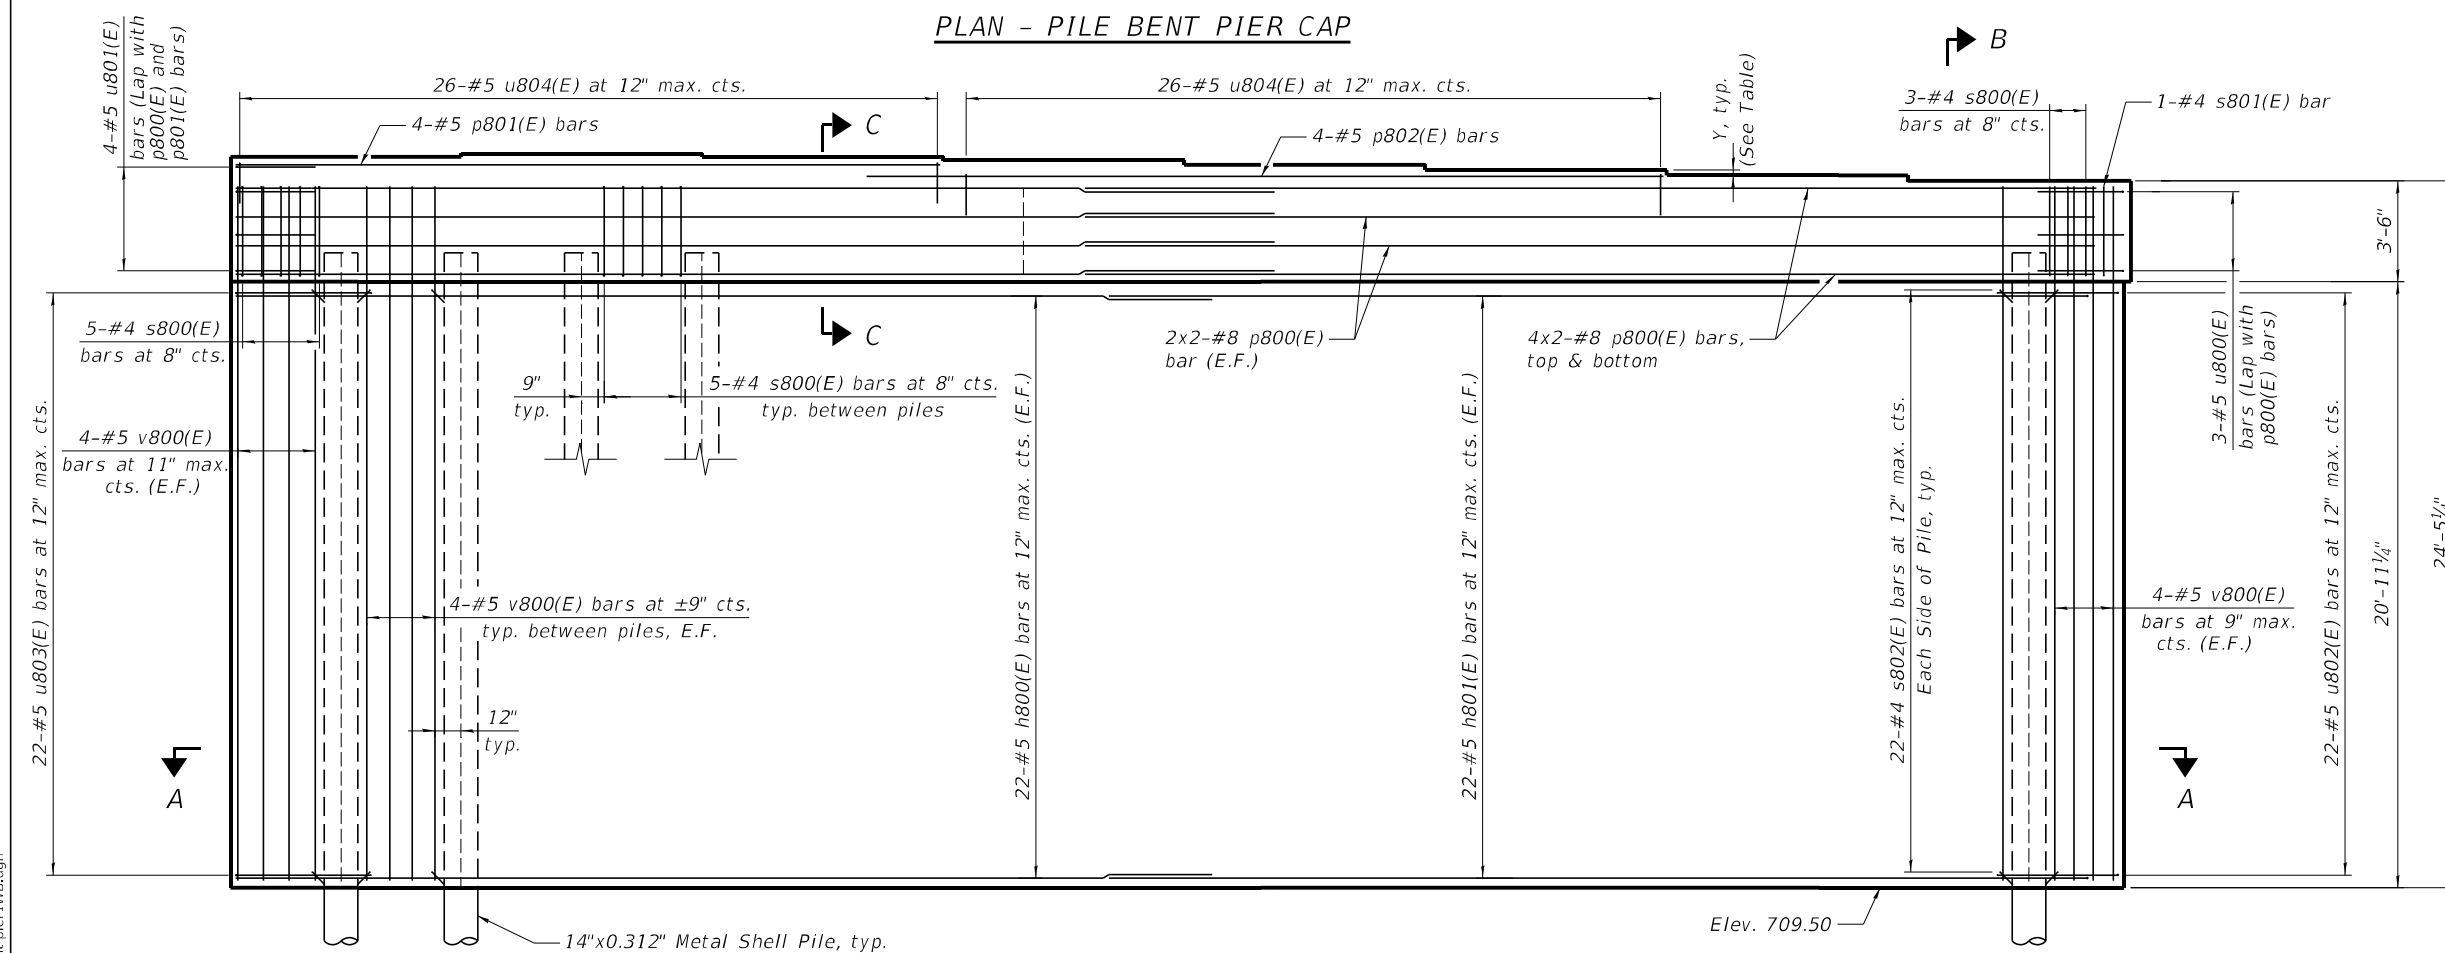 PLAN - PILE BENT PIER CAP
B
4-#5 u801(E)
bars (Lap with
p800(E) and
p801(E) bars)
26-#5 u804(E) at 12" max. cts.
26-#5 u804(E) at 12" max. cts.
Y, typ.
(See Table)
3-#4 s800(E)
bars at 8" cts.
1-#4 s801(E) bar
4-#5 p801(E) bars
C
4-#5 p802(E) bars
3'-6"
5-#4 s800(E)
bars at 8" cts.
C
2x2-#8 p800(E)
bar (E.F.)
4x2-#8 p800(E) bars,
top & bottom
3-#5 u800(E)
bars (Lap with
p800(E) bars)
9"
typ.
5-#4 s800(E) bars at 8" cts.
typ. between piles
4-#5 v800(E)
bars at 11" max.
cts. (E.F.)
22-#5 u803(E) bars at 12" max. cts.
22-#5 h800(E) bars at 12" max. cts. (E.F.)
22-#5 h801(E) bars at 12" max. cts. (E.F.)
22-#4 s802(E) bars at 12" max. cts.
Each Side of Pile, typ.
22-#5 u802(E) bars at 12" max. cts.
20'-11¼"
24'-5¼"
4-#5 v800(E) bars at ±9" cts.
typ. between piles, E.F.
4-#5 v800(E)
bars at 9" max.
cts. (E.F.)
12"
typ.
A
A
Elev. 709.50
14"x0.312" Metal Shell Pile, typ.